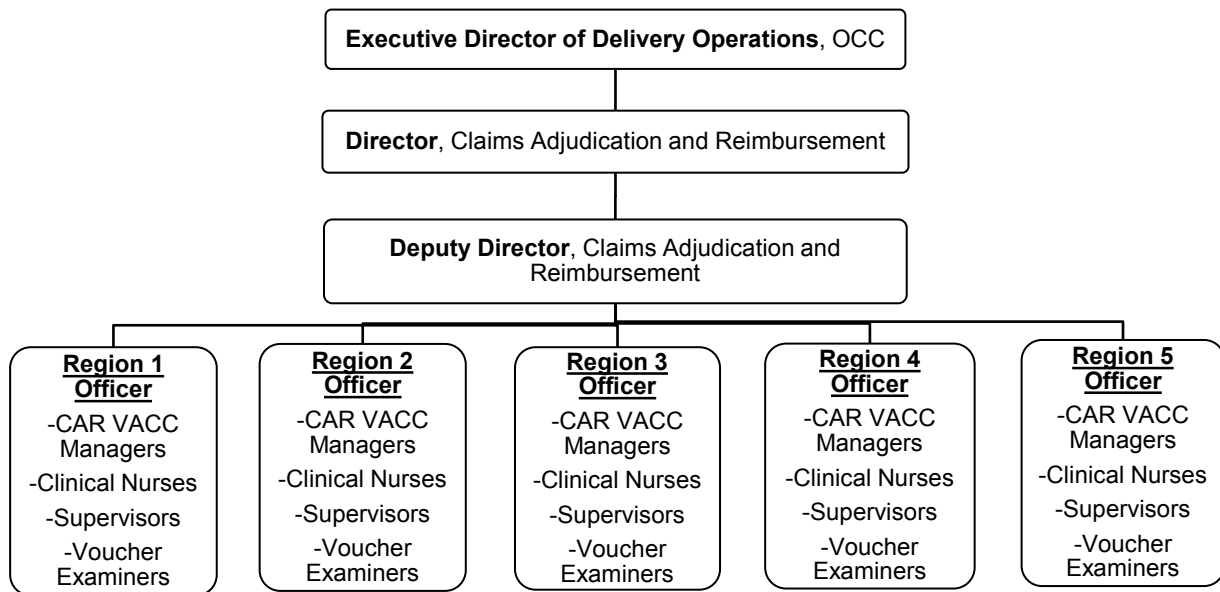 Executive Director of Delivery Operations, OCC
Director, Claims Adjudication and Reimbursement
Deputy Director, Claims Adjudication and
Reimbursement
Region 1
Officer
-CAR VACC
Managers
-Clinical Nurses
-Supervisors
-Voucher
Examiners
Region 2
Officer
-CAR VACC
Managers
-Clinical Nurses
-Supervisors
-Voucher
Examiners
Region 3
Officer
-CAR VACC
Managers
-Clinical Nurses
-Supervisors
-Voucher
Examiners
Region 4
Officer
-CAR VACC
Managers
-Clinical Nurses
-Supervisors
-Voucher
Examiners
Region 5
Officer
-CAR VACC
Managers
-Clinical Nurses
-Supervisors
-Voucher
Examiners